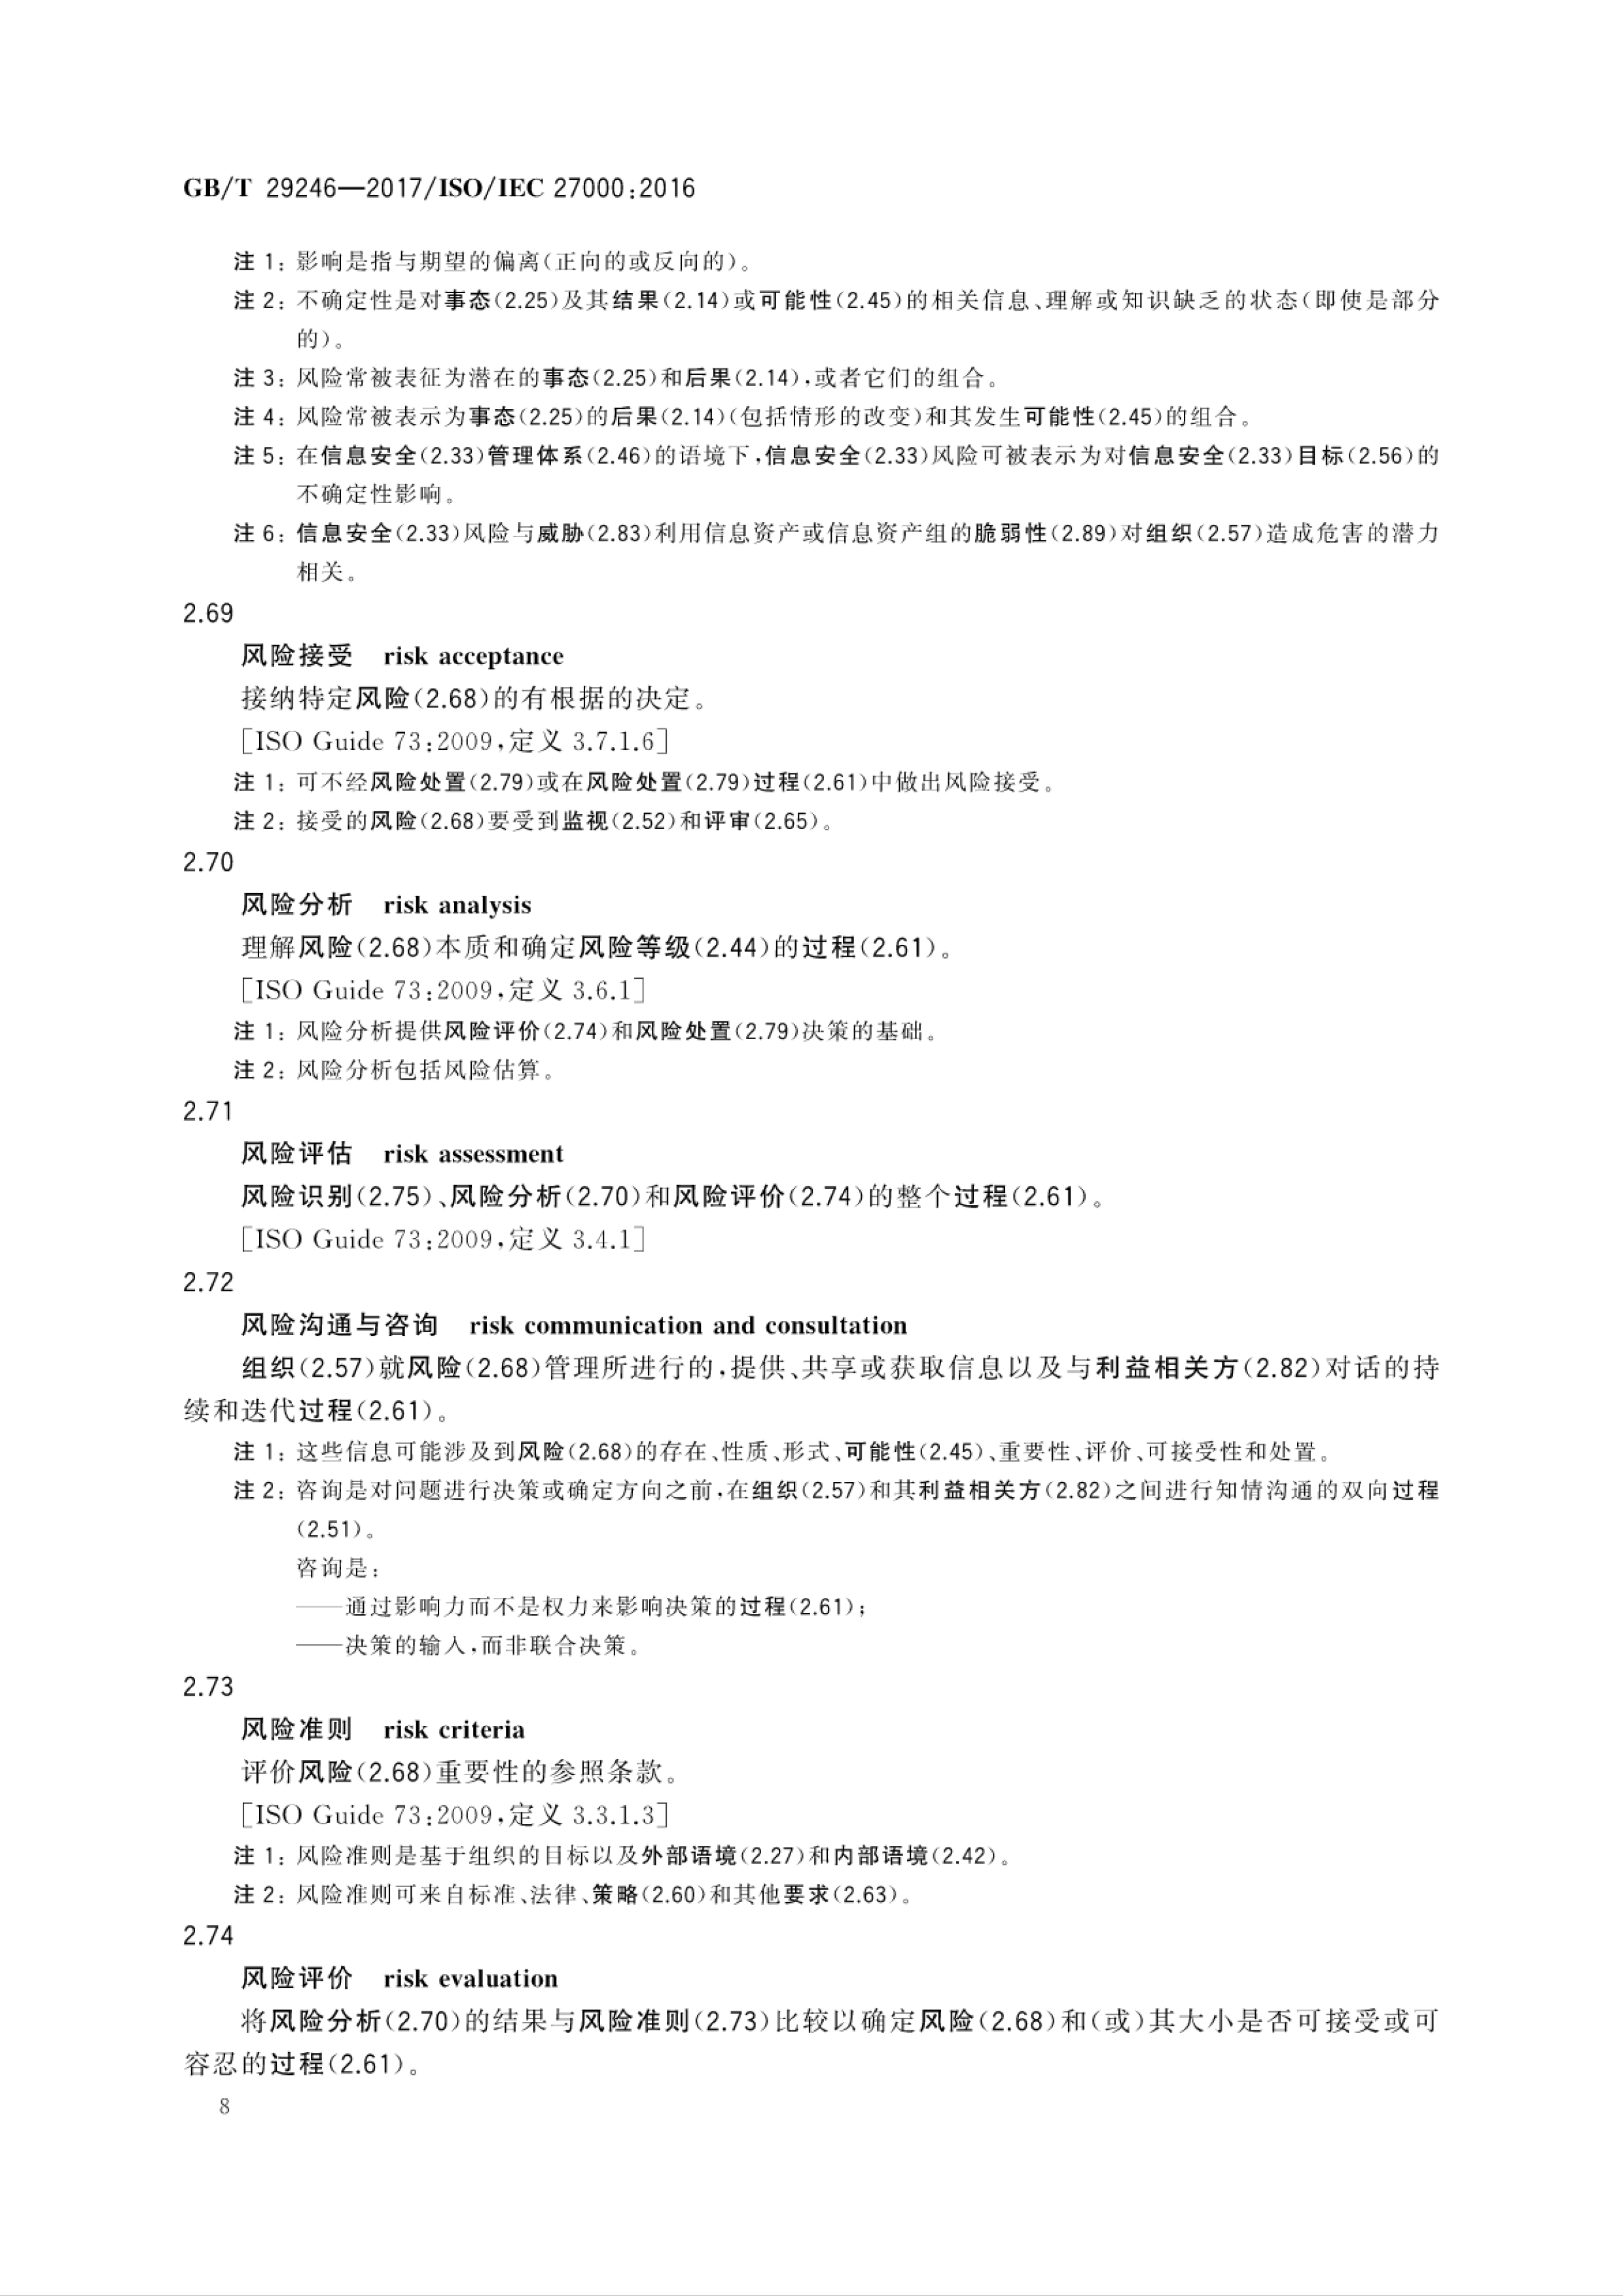 GB/T 29246—2017/ISO/IEC 27000:2016
注 1：影响是指与期望的偏离(正向的或反向的)。
注 2：不确定性是对事态(2.25)及其结果(2.14)或可能性(2.45)的相关信息、理解或知识缺乏的状态(即使是部分
的)。
注 3：风险常被表征为潜在的事态(2.25)和后果(2.14),或者它们的组合。
注 4：风险常被表示为事态(2.25)的后果(2.14)(包括情形的改变)和其发生可能性(2.45)的组合。
注 5：在信息安全(2.33)管理体系(2.46)的语境下,信息安全(2.33)风险可被表示为对信息安全(2.33)目标(2.56)的
不确定性影响。
注 6：信息安全(2.33)风险与威胁(2.83)利用信息资产或信息资产组的脆弱性(2.89)对组织(2.57)造成危害的潜力
相关。
2.69
风险接受 risk acceptance
接纳特定风险(2.68)的有根据的决定。
[ISO Guide 73:2009,定义 3.7.1.6]
注 1：可不经风险处置(2.79)或在风险处置(2.79)过程(2.61)中做出风险接受。
注 2：接受的风险(2.68)要受到监视(2.52)和评审(2.65)。
2.70
风险分析 risk analysis
理解风险(2.68)本质和确定风险等级(2.44)的过程(2.61)。
[ISO Guide 73:2009,定义 3.6.1]
注 1：风险分析提供风险评价(2.74)和风险处置(2.79)决策的基础。
注 2：风险分析包括风险估算。
2.71
风险评估 risk assessment
风险识别(2.75)、风险分析(2.70)和风险评价(2.74)的整个过程(2.61)。
[ISO Guide 73:2009,定义 3.4.1]
2.72
风险沟通与咨询 risk communication and consultation
组织(2.57)就风险(2.68)管理所进行的,提供、共享或获取信息以及与利益相关方(2.82)对话的持
续和迭代过程(2.61)。
注 1：这些信息可能涉及到风险(2.68)的存在、性质、形式、可能性(2.45)、重要性、评价、可接受性和处置。
注 2：咨询是对问题进行决策或确定方向之前,在组织(2.57)和其利益相关方(2.82)之间进行知情沟通的双向过程
(2.51)。
咨询是：
——通过影响力而不是权力来影响决策的过程(2.61)；
——决策的输入,而非联合决策。
2.73
风险准则 risk criteria
评价风险(2.68)重要性的参照条款。
[ISO Guide 73:2009,定义 3.3.1.3]
注 1：风险准则是基于组织的目标以及外部语境(2.27)和内部语境(2.42)。
注 2：风险准则可来自标准、法律、策略(2.60)和其他要求(2.63)。
2.74
风险评价 risk evaluation
将风险分析(2.70)的结果与风险准则(2.73)比较以确定风险(2.68)和(或)其大小是否可接受或可
容忍的过程(2.61)。
8